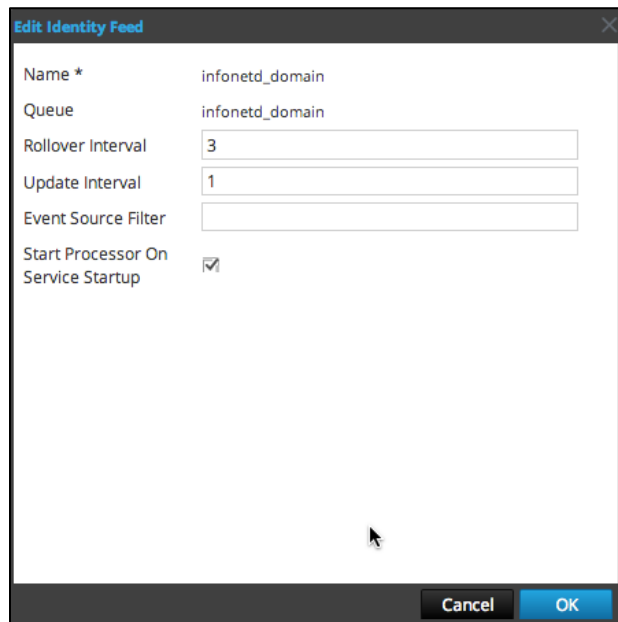 Edit Identity Feed
Name * infonetd_domain
Queue infonetd_domain
Rollover Interval 3
Update Interval 1
Event Source Filter
Start Processor On
Service Startup
Cancel OK